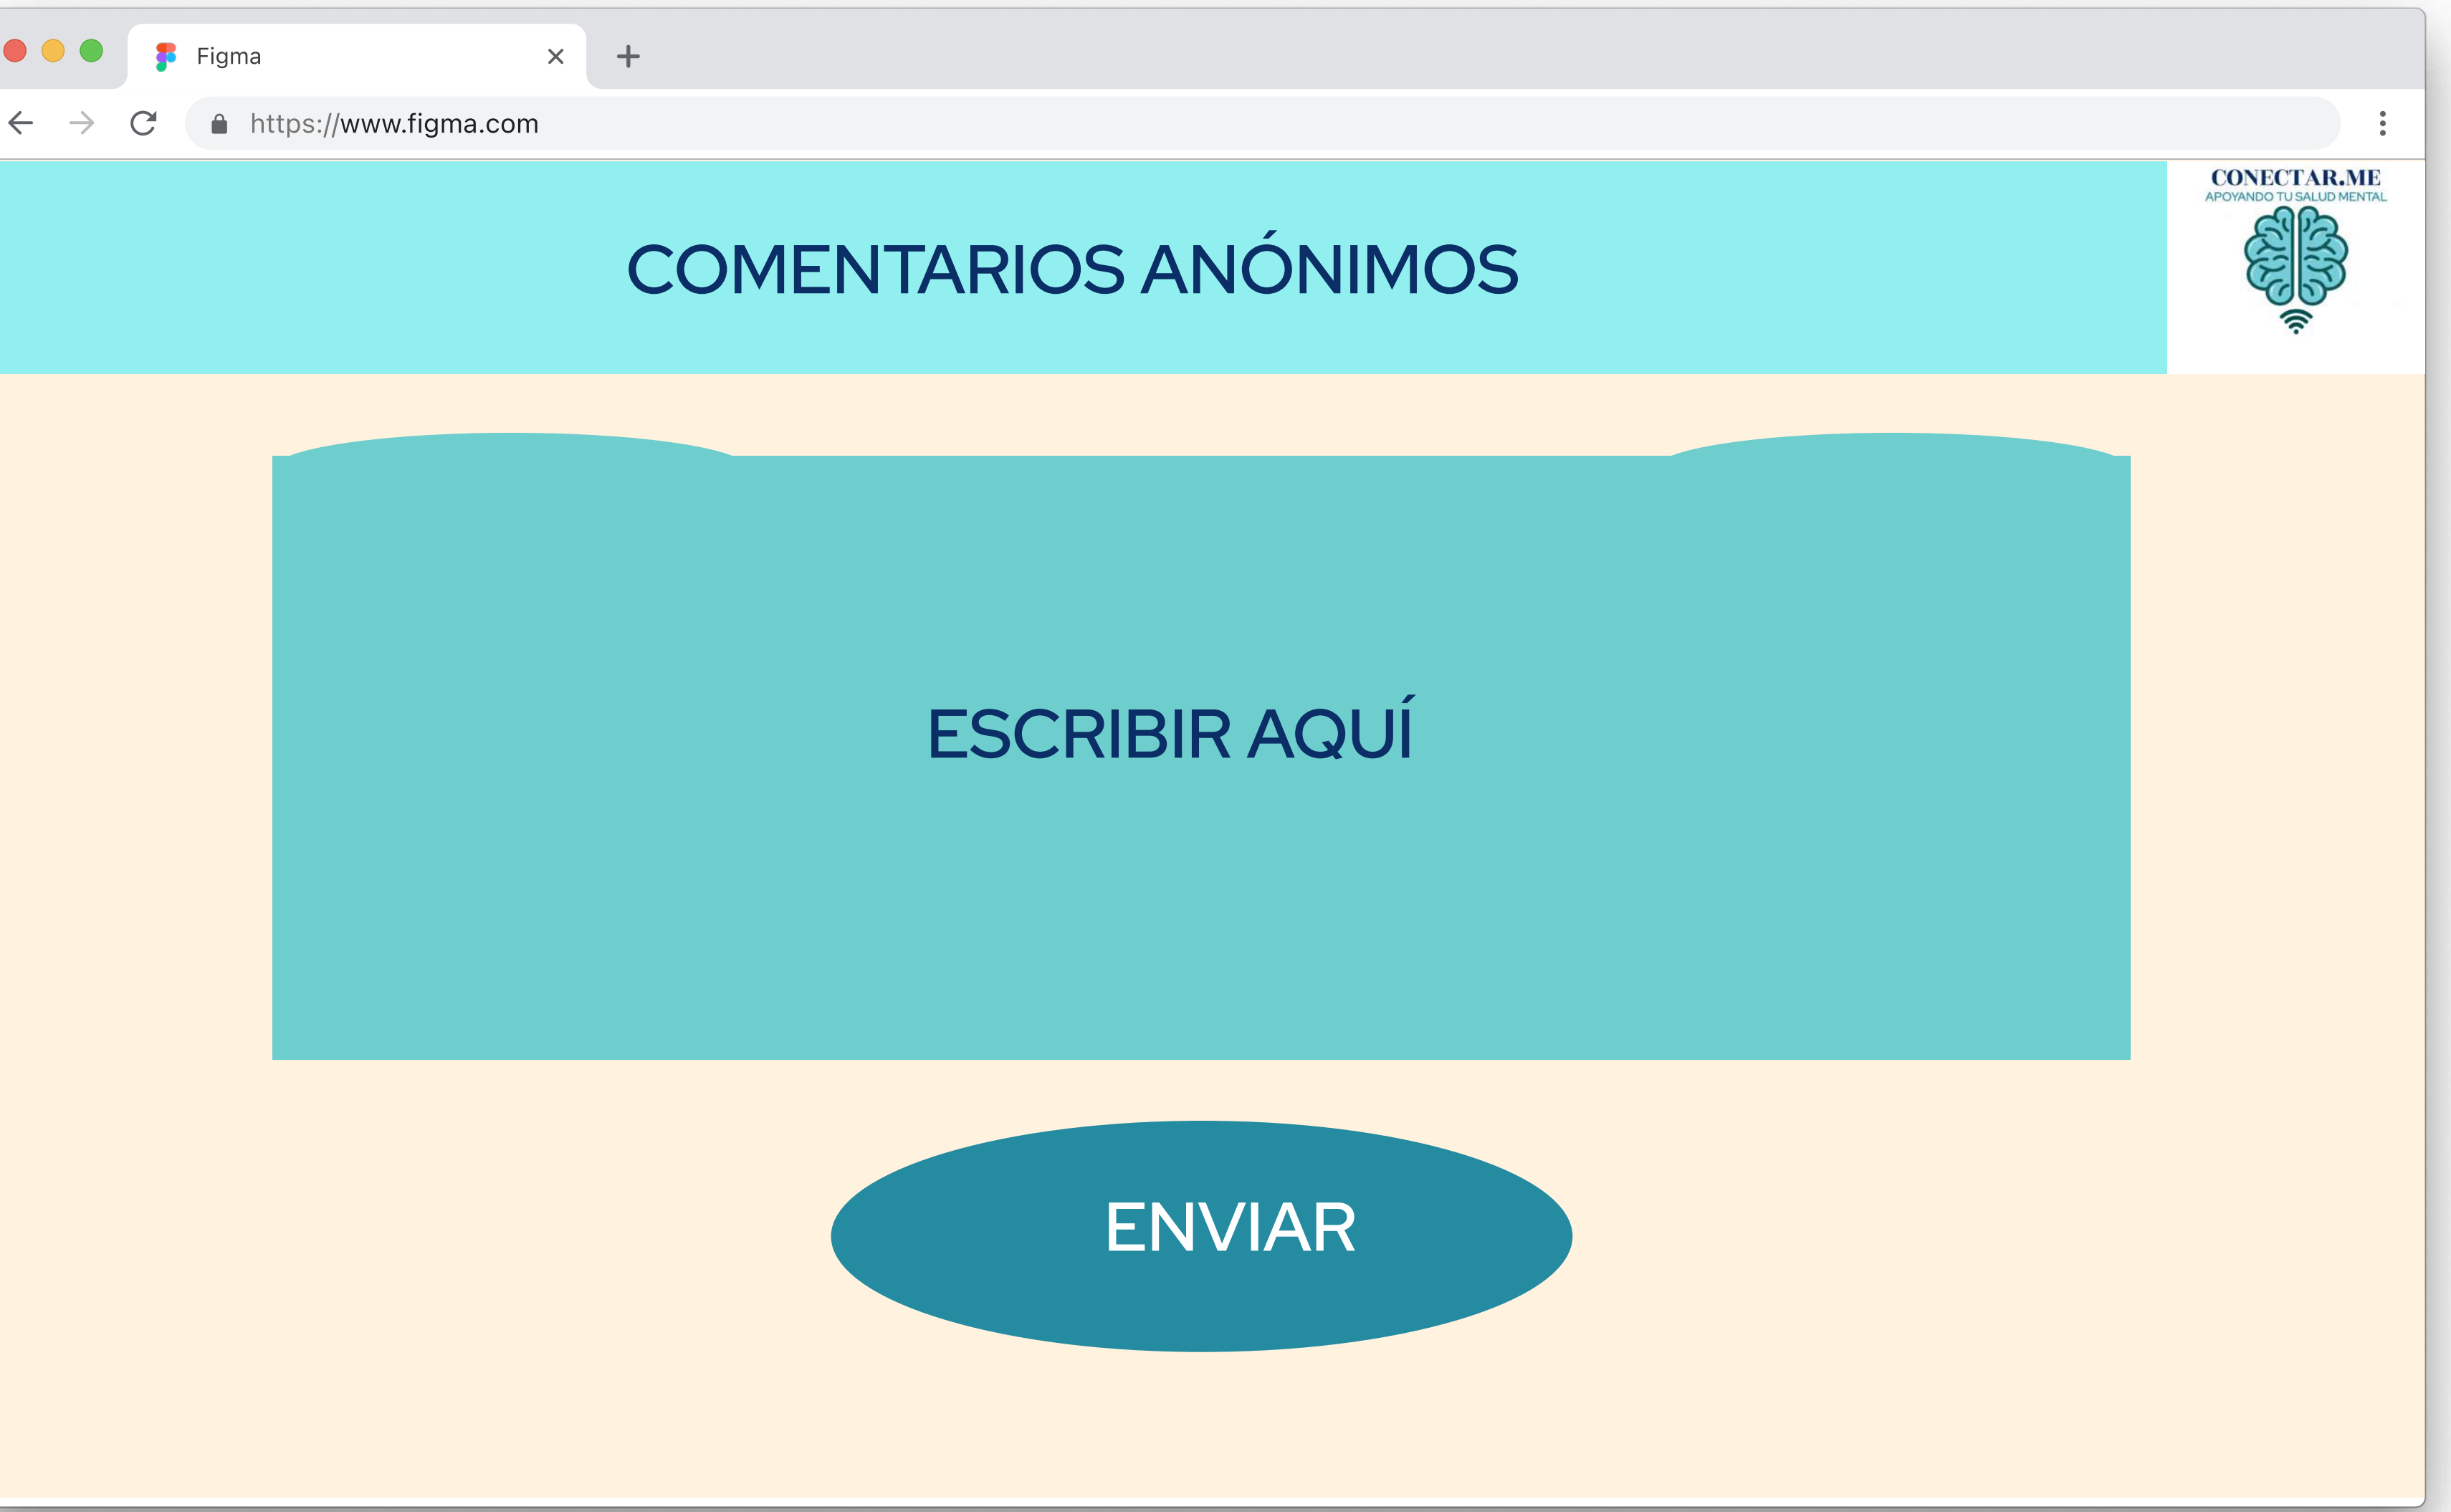 Figma
https://www.figma.com
CONECTAR.ME
APOYANDO TU SALUD MENTAL
COMENTARIOS ANÓNIMOS
ESCRIBIR AQUÍ
ENVIAR